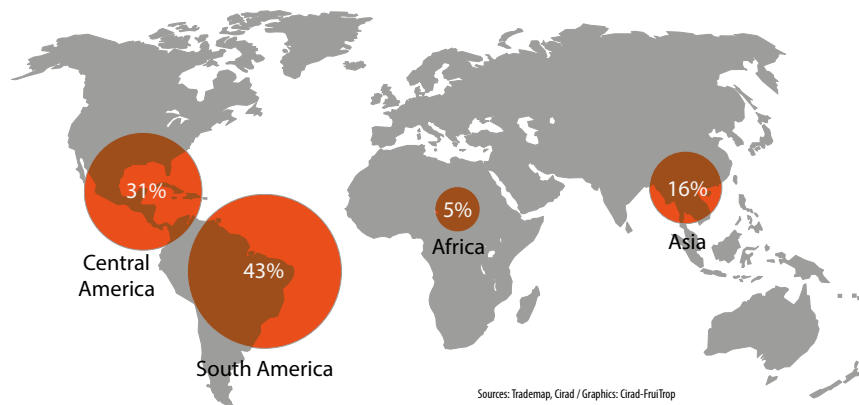 31%
Central
America
43%
South America
5%
Africa
16%
Asia
Sources: Trademap, Cirad / Graphics: Cirad-FruiTrop